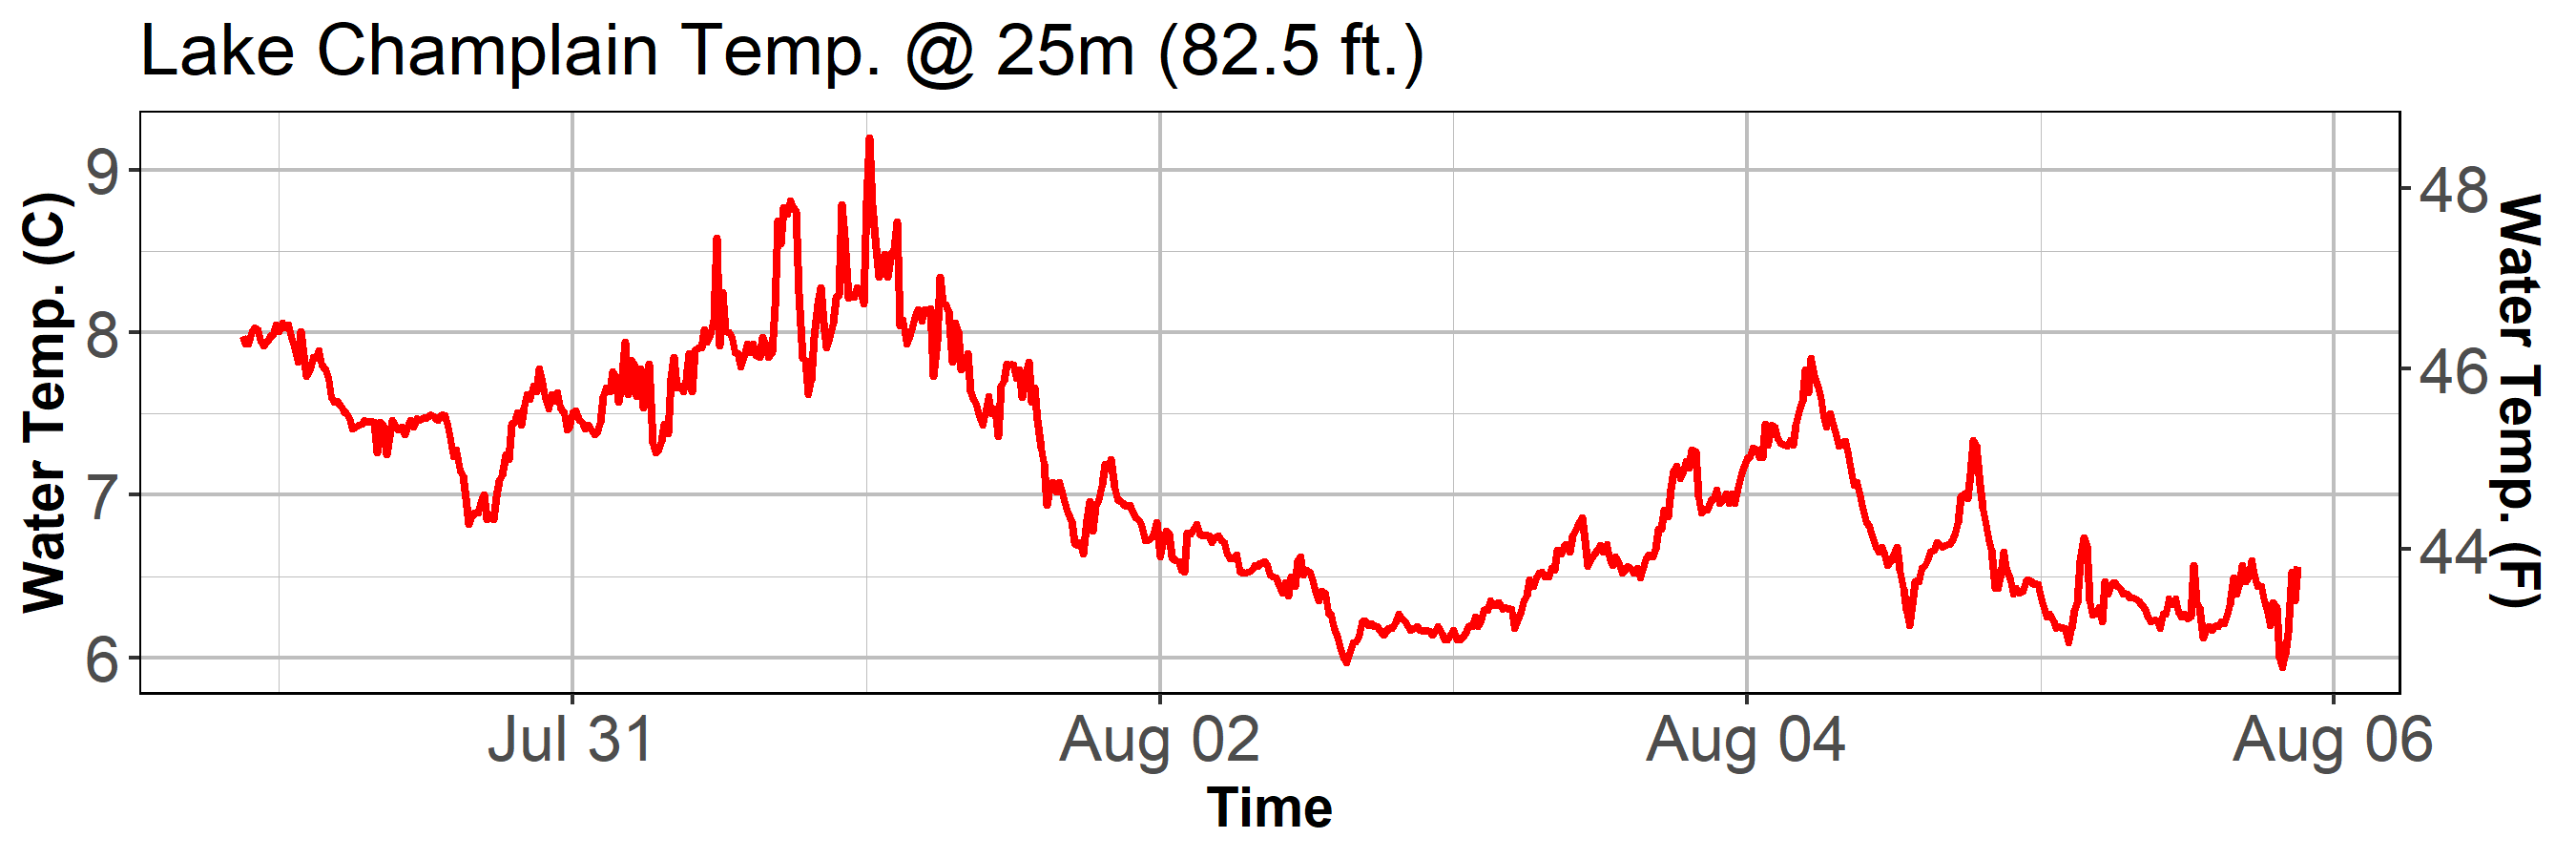 Lake Champlain Temp. @ 25m (82.5 ft.)
Water Temp. (C)
9
8
7
6
48
46
44
Water Temp. (F)
Jul 31 Aug 02 Aug 04 Aug 06
Time